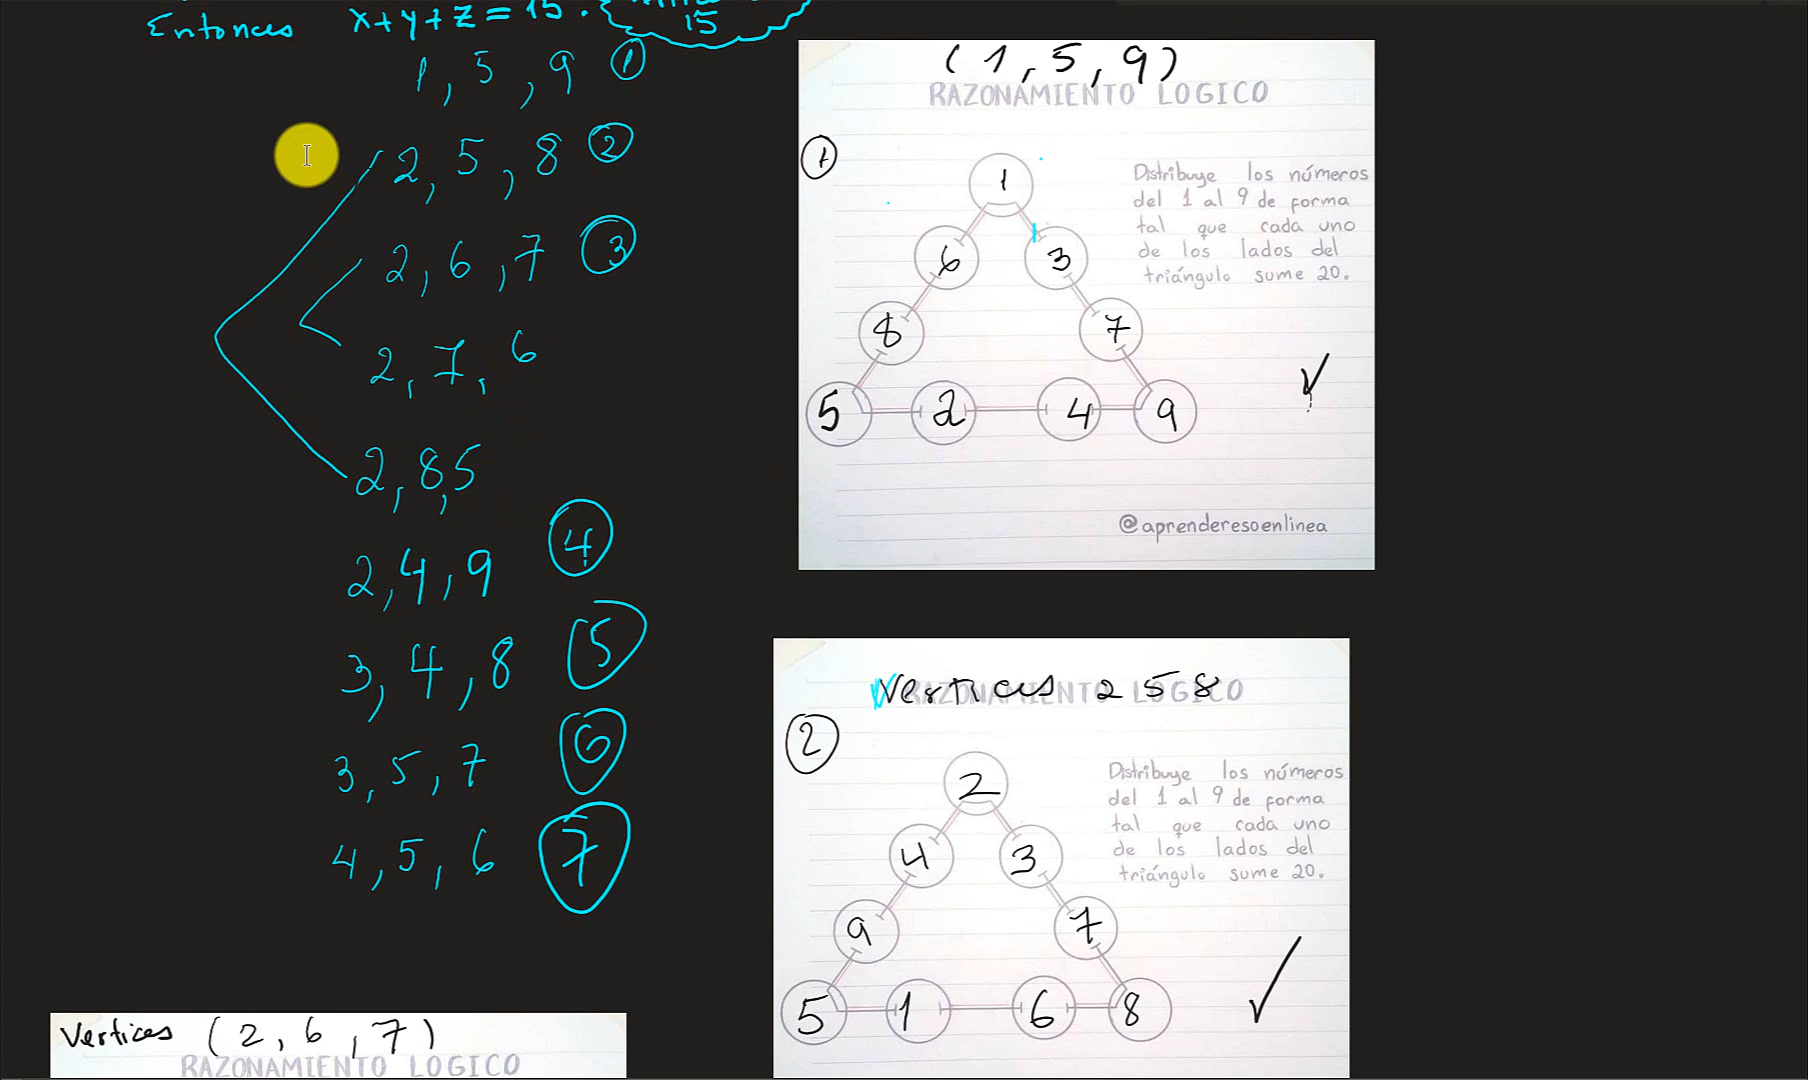 Entonces x+y+z=15.
15
1, 5, 9 ①
2, 5, 8 ②
2, 6, 7 ③
2, 7, 6
2, 8, 5
2, 4, 9 ④
3, 4, 8 ⑤
3, 5, 7 ⑥
4, 5, 6 ⑦
Vertices (2, 6, 7)
RAZONAMIENTO LOGICO
(1, 5, 9)
RAZONAMIENTO LOGICO
①
1
6 3
8 7
5 2 4 9
Distribuye los números
del 1 al 9 de forma
tal que cada uno
de los lados del
triángulo sume 20.
@aprenderesoenlinea
Vertices 2 5 8
RAZONAMIENTO LOGICO
②
2
4 3
9 7
5 1 6 8
Distribuye los números
del 1 al 9 de forma
tal que cada uno
de los lados del
triángulo sume 20.